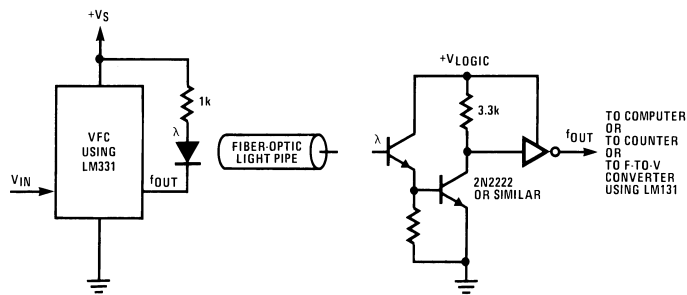 +VS
1k
λ
VFC
USING
LM331
VIN
fOUT
FIBER-OPTIC
LIGHT PIPE
+VLOGIC
3.3k
λ
2N2222
OR SIMILAR
fOUT
TO COMPUTER
OR
TO COUNTER
OR
TO F-TO-V
CONVERTER
USING LM131